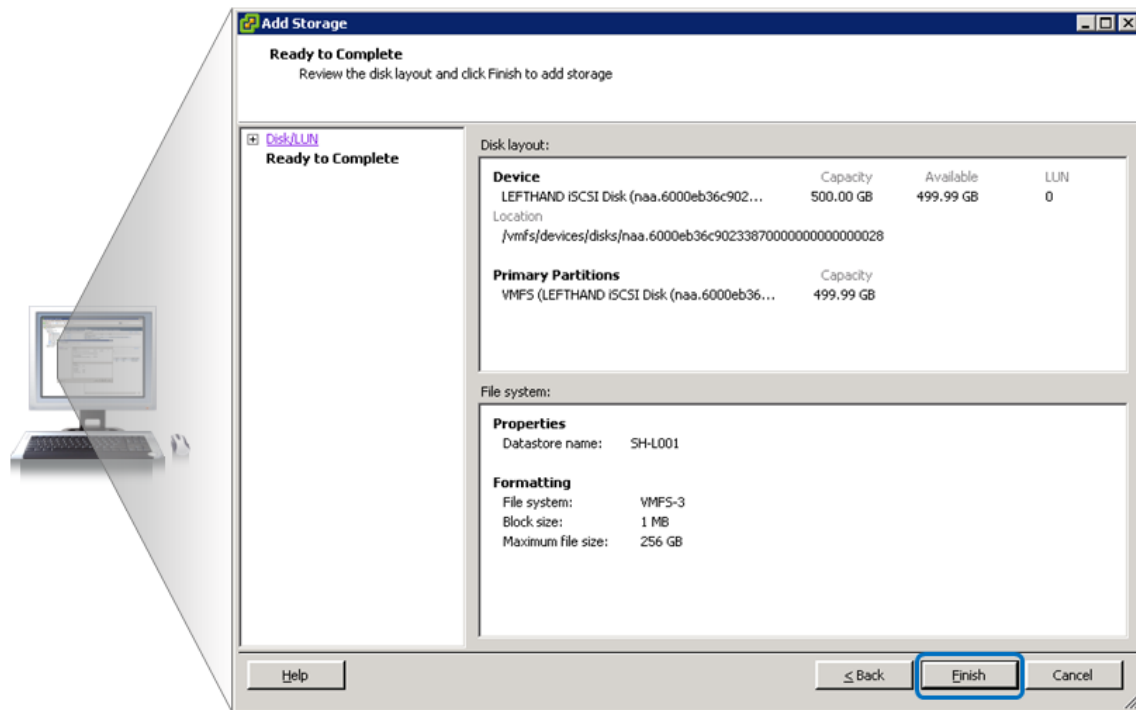 Add Storage
Ready to Complete
Review the disk layout and click Finish to add storage
Disk/LUN
Ready to Complete
Disk layout:
Device Capacity Available LUN
LEFTHAND iSCSI Disk (naa.6000eb36c902... 500.00 GB 499.99 GB 0
Location
/vmfs/devices/disks/naa.6000eb36c90233870000000000000028
Primary Partitions Capacity
VMFS (LEFTHAND iSCSI Disk (naa.6000eb36... 499.99 GB
File system:
Properties
Datastore name: SH-L001
Formatting
File system: VMFS-3
Block size: 1 MB
Maximum file size: 256 GB
Help
< Back
Finish
Cancel